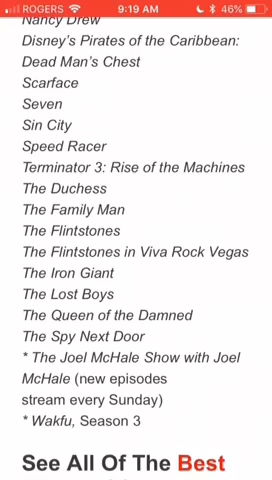 ROGERS 9:19 AM 46%
Nancy Drew
Disney's Pirates of the Caribbean:
Dead Man's Chest
Scarface
Seven
Sin City
Speed Racer
Terminator 3: Rise of the Machines
The Duchess
The Family Man
The Flintstones
The Flintstones in Viva Rock Vegas
The Iron Giant
The Lost Boys
The Queen of the Damned
The Spy Next Door
* The Joel McHale Show with Joel
McHale (new episodes
stream every Sunday)
* Wakfu, Season 3
See All Of The Best